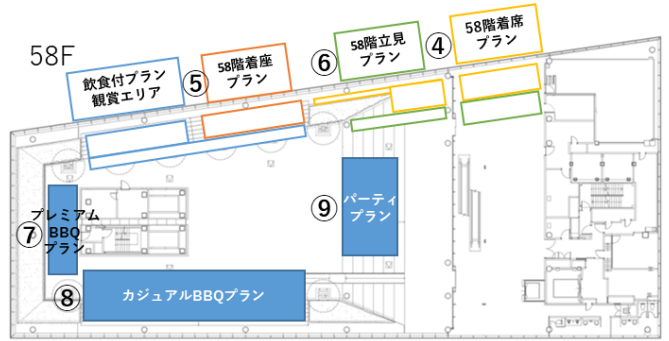 58F
飲食付プラン
観賞エリア
⑤
58階着座
プラン
⑥
58階立見
プラン
④
58階着席
プラン
⑦
プレミアム
BBQ
プラン
⑧
カジュアルBBQプラン
⑨
パーティ
プラン